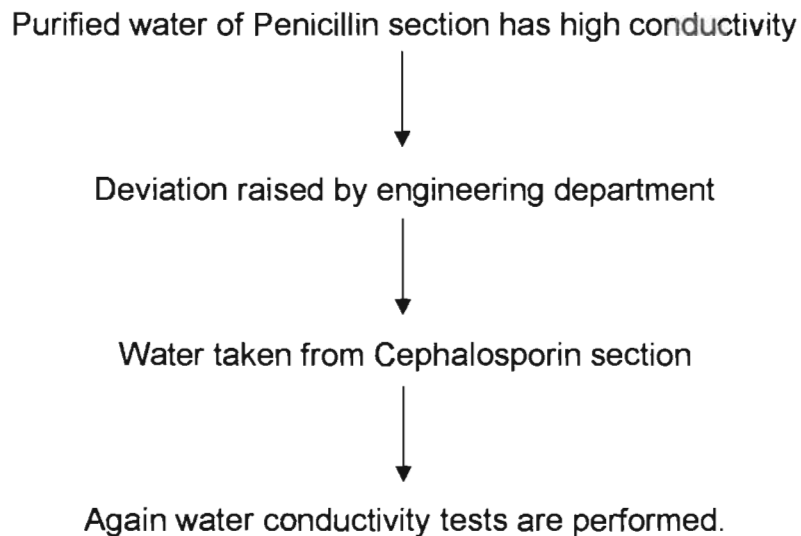 Purified water of Penicillin section has high conductivity
Deviation raised by engineering department
Water taken from Cephalosporin section
Again water conductivity tests are performed.